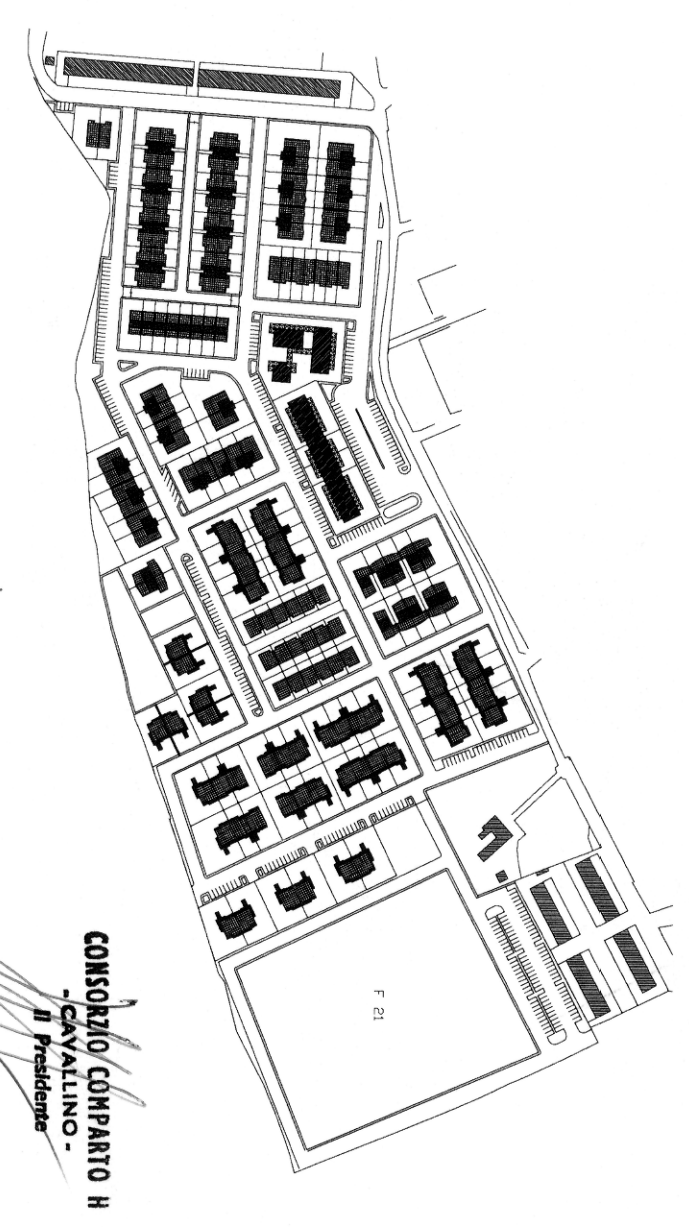 F 21
CONSORZIO COMPARTO H
- CAVALLINO -
Il Presidente